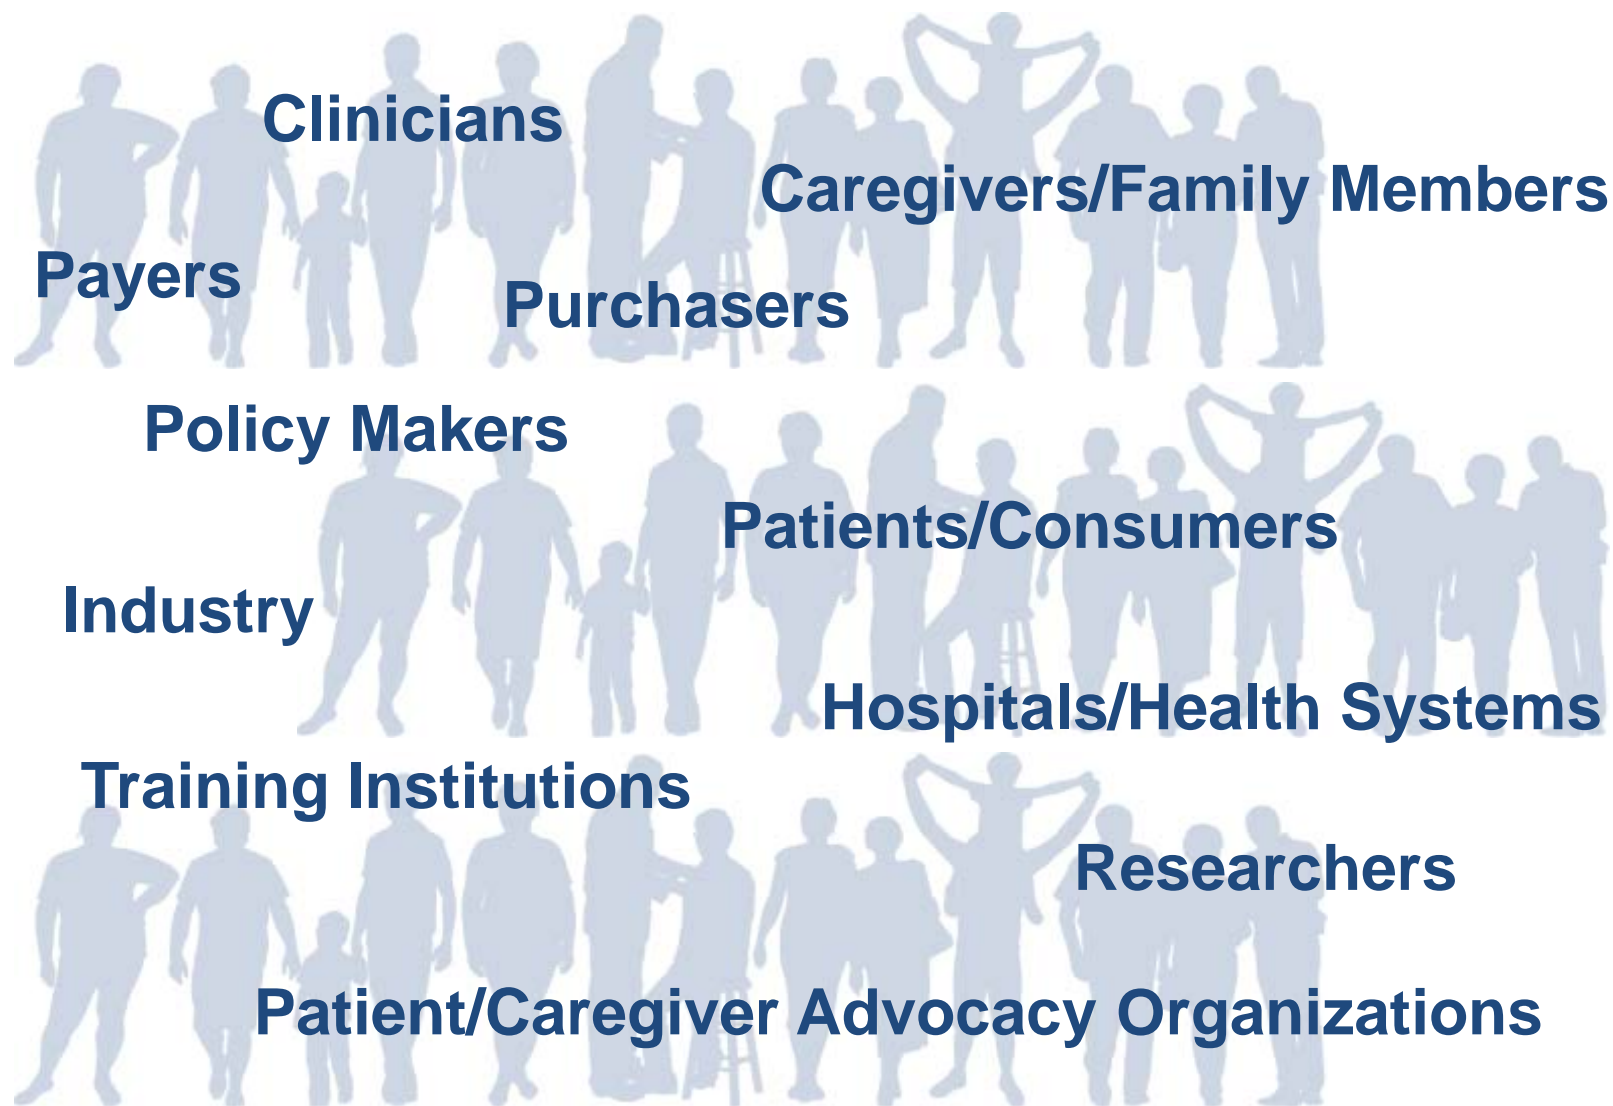 Clinicians
Caregivers/Family Members
Payers
Purchasers
Policy Makers
Patients/Consumers
Industry
Hospitals/Health Systems
Training Institutions
Researchers
Patient/Caregiver Advocacy Organizations